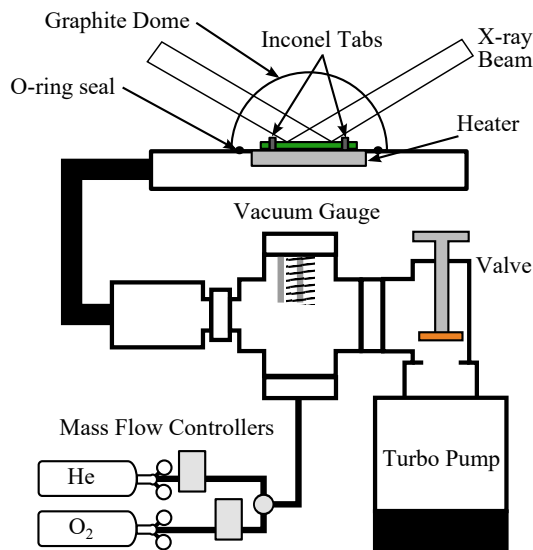 Graphite Dome
Inconel Tabs
X-ray
Beam
O-ring seal
Heater
Vacuum Gauge
Valve
Mass Flow Controllers
He
O₂
Turbo Pump